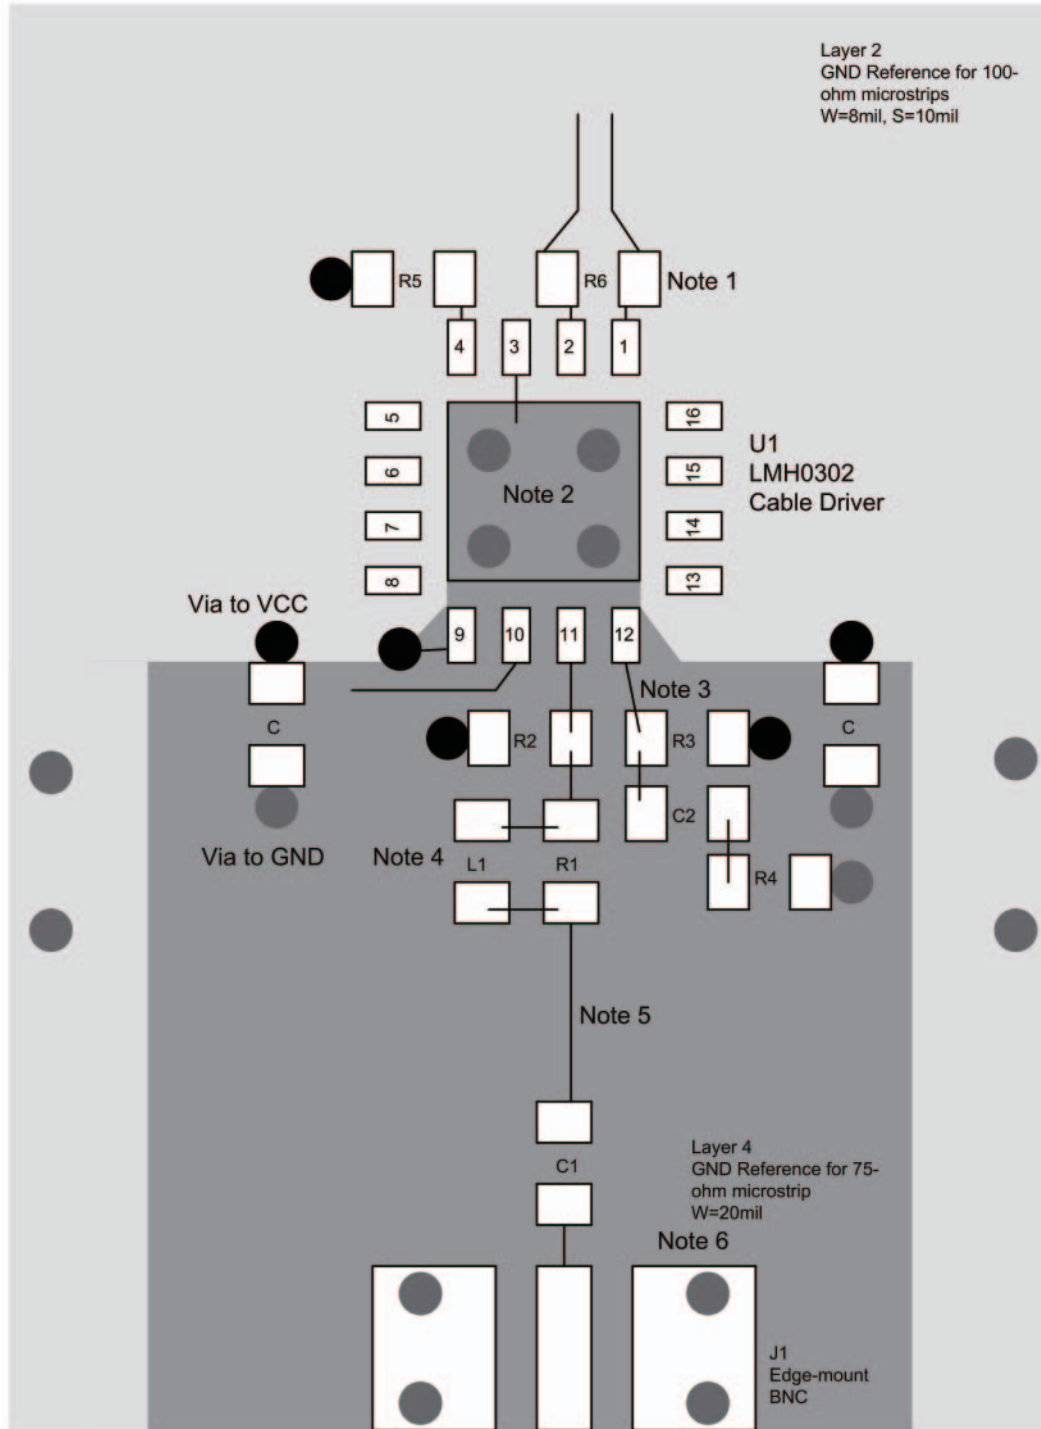 Layer 2
GND Reference for 100-
ohm microstrips
W=8mil, S=10mil
R5
R6
Note 1
4
3
2
1
5
6
7
8
16
15
14
13
Note 2
U1
LMH0302
Cable Driver
Via to VCC
9
10
11
12
Note 3
C
R2
R3
C
C2
Via to GND
Note 4
L1
R1
R4
Note 5
C1
Layer 4
GND Reference for 75-
ohm microstrip
W=20mil
Note 6
J1
Edge-mount
BNC